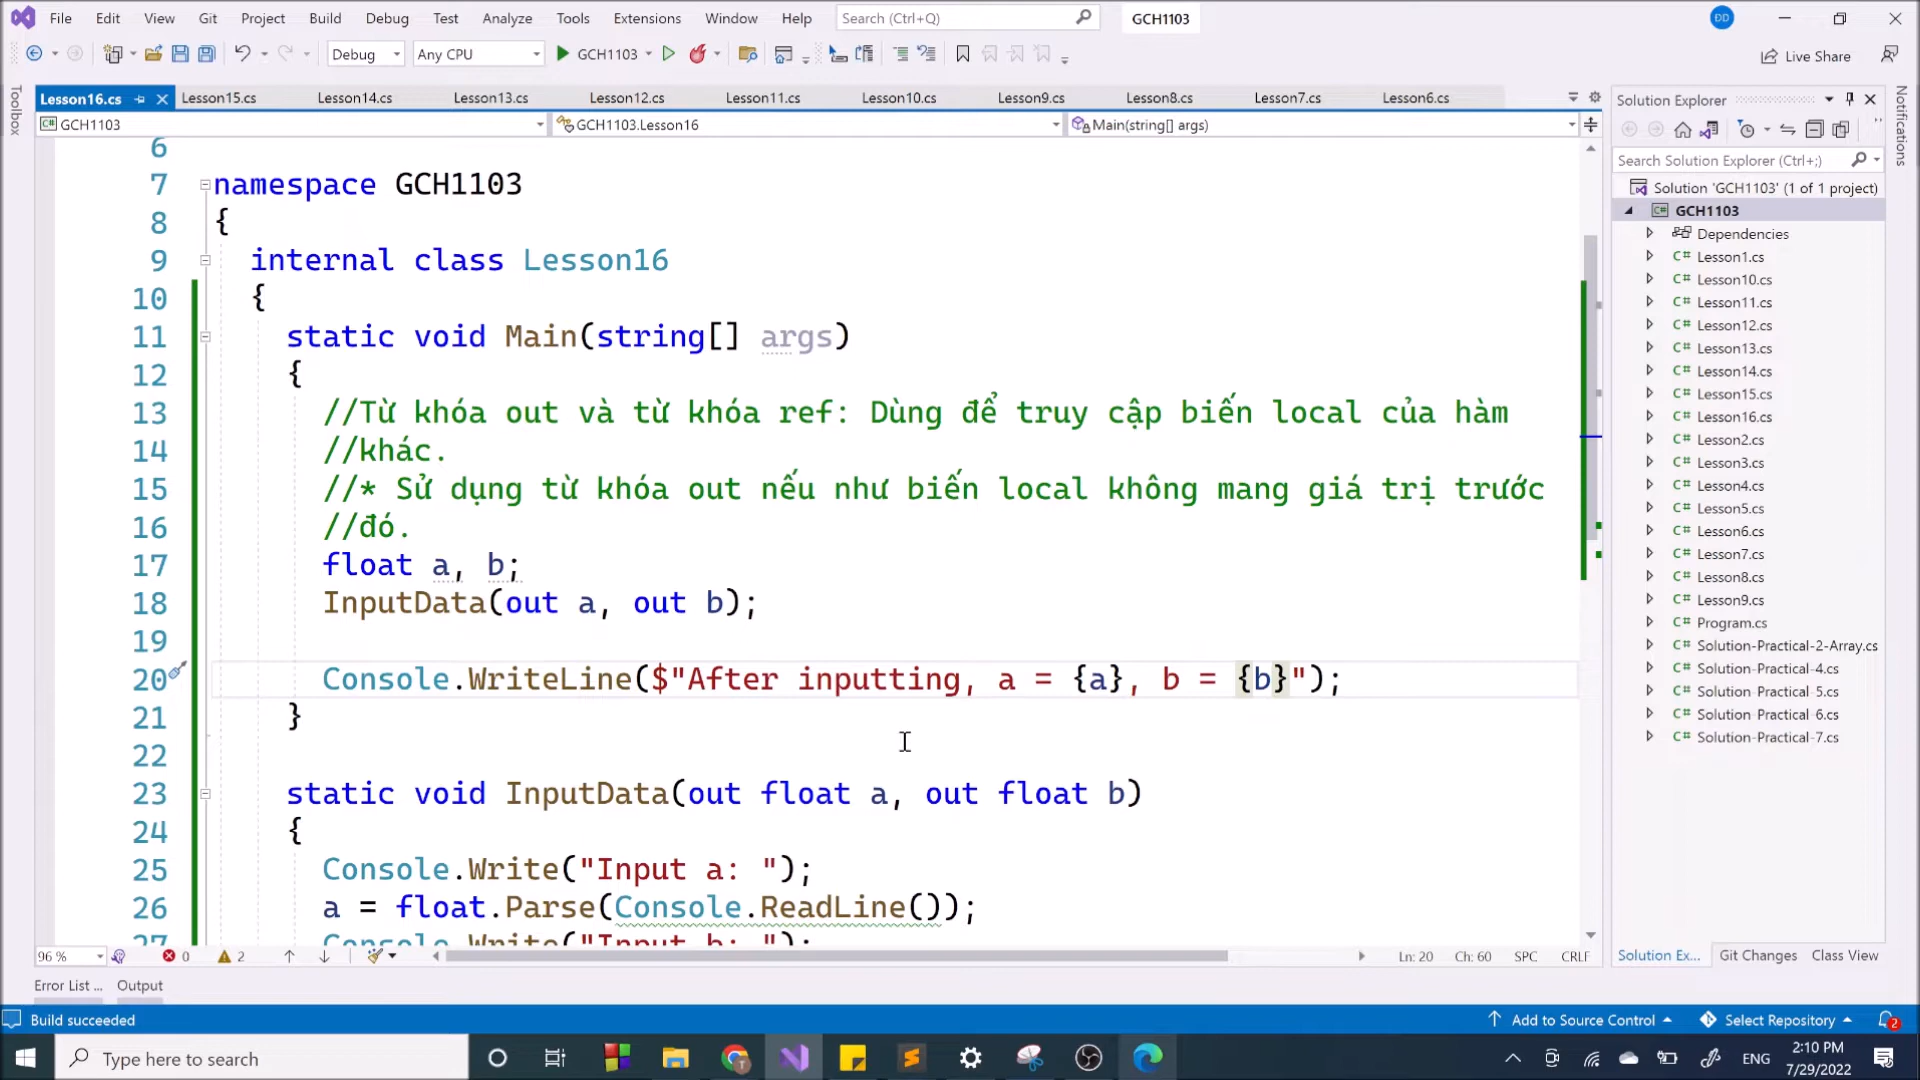 File Edit View Git Project Build Debug Test Analyze Tools Extensions Window Help Search (Ctrl+Q) GCH1103 ĐD
Debug Any CPU GCH1103 Live Share
Toolbox
Lesson16.cs Lesson15.cs Lesson14.cs Lesson13.cs Lesson12.cs Lesson11.cs Lesson10.cs Lesson9.cs Lesson8.cs Lesson7.cs Lesson6.cs
GCH1103 GCH1103.Lesson16 Main(string[] args)
6
7 namespace GCH1103
8 {
9 internal class Lesson16
10 {
11 static void Main(string[] args)
12 {
13 //Từ khóa out và từ khóa ref: Dùng để truy cập biến local của hàm
14 //khác.
15 //* Sử dụng từ khóa out nếu như biến local không mang giá trị trước
16 //đó.
17 float a, b;
18 InputData(out a, out b);
19
20 Console.WriteLine($"After inputting, a = {a}, b = {b}");
21 }
22
23 static void InputData(out float a, out float b)
24 {
25 Console.Write("Input a: ");
26 a = float.Parse(Console.ReadLine());
27 Console.Write("Input b: ");
96 % 0 2 Ln: 20 Ch: 60 SPC CRLF
Solution Explorer
Search Solution Explorer (Ctrl+;)
Solution 'GCH1103' (1 of 1 project)
C# GCH1103
Dependencies
C# Lesson1.cs
C# Lesson10.cs
C# Lesson11.cs
C# Lesson12.cs
C# Lesson13.cs
C# Lesson14.cs
C# Lesson15.cs
C# Lesson16.cs
C# Lesson2.cs
C# Lesson3.cs
C# Lesson4.cs
C# Lesson5.cs
C# Lesson6.cs
C# Lesson7.cs
C# Lesson8.cs
C# Lesson9.cs
C# Program.cs
C# Solution-Practical-2-Array.cs
C# Solution-Practical-4.cs
C# Solution-Practical-5.cs
C# Solution-Practical-6.cs
C# Solution-Practical-7.cs
Solution Ex... Git Changes Class View
Notifications
Error List ... Output
Build succeeded Add to Source Control Select Repository 2
Type here to search ENG 2:10 PM
7/29/2022